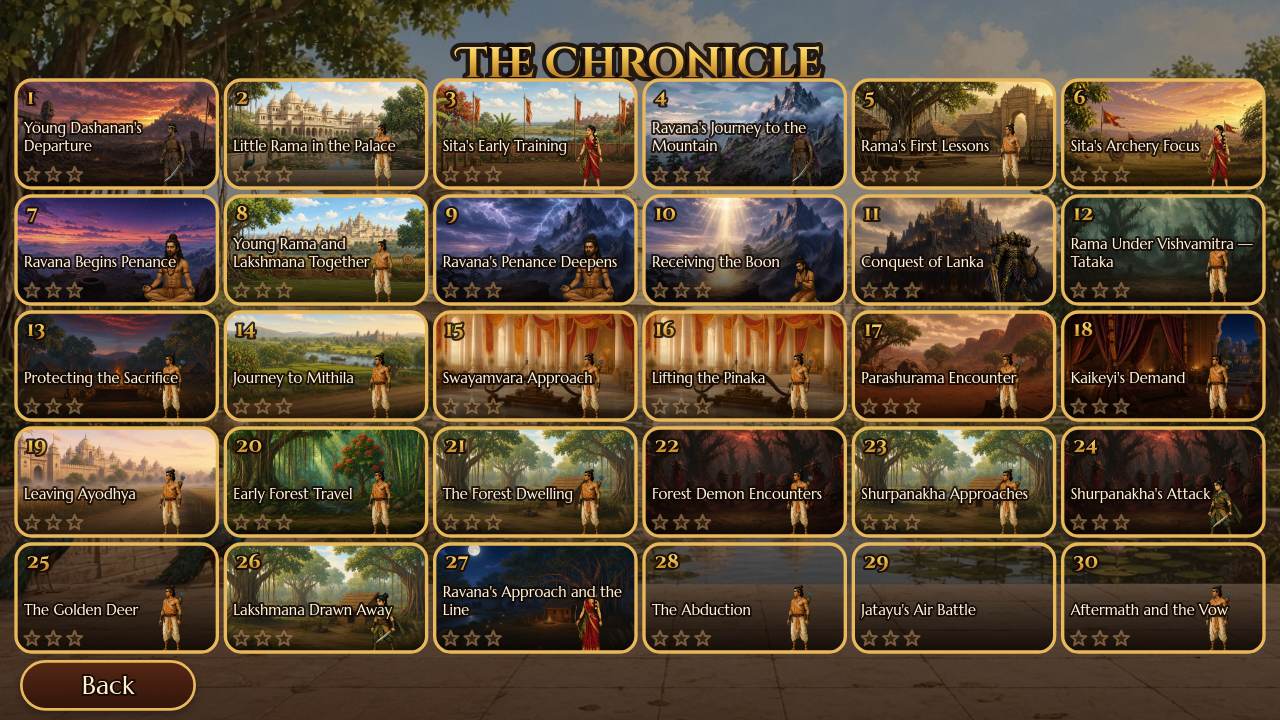 THE CHRONICLE
1
Young Dashanan's
Departure
2
Little Rama in the Palace
3
Sita's Early Training
4
Ravana's Journey to the
Mountain
5
Rama's First Lessons
6
Sita's Archery Focus
7
Ravana Begins Penance
8
Young Rama and
Lakshmana Together
9
Ravana's Penance Deepens
10
Receiving the Boon
11
Conquest of Lanka
12
Rama Under Vishvamitra —
Tataka
13
Protecting the Sacrifice
14
Journey to Mithila
15
Swayamvara Approach
16
Lifting the Pinaka
17
Parashurama Encounter
18
Kaikeyi's Demand
19
Leaving Ayodhya
20
Early Forest Travel
21
The Forest Dwelling
22
Forest Demon Encounters
23
Shurpanakha Approaches
24
Shurpanakha's Attack
25
The Golden Deer
26
Lakshmana Drawn Away
27
Ravana's Approach and the
Line
28
The Abduction
29
Jatayu's Air Battle
30
Aftermath and the Vow
Back